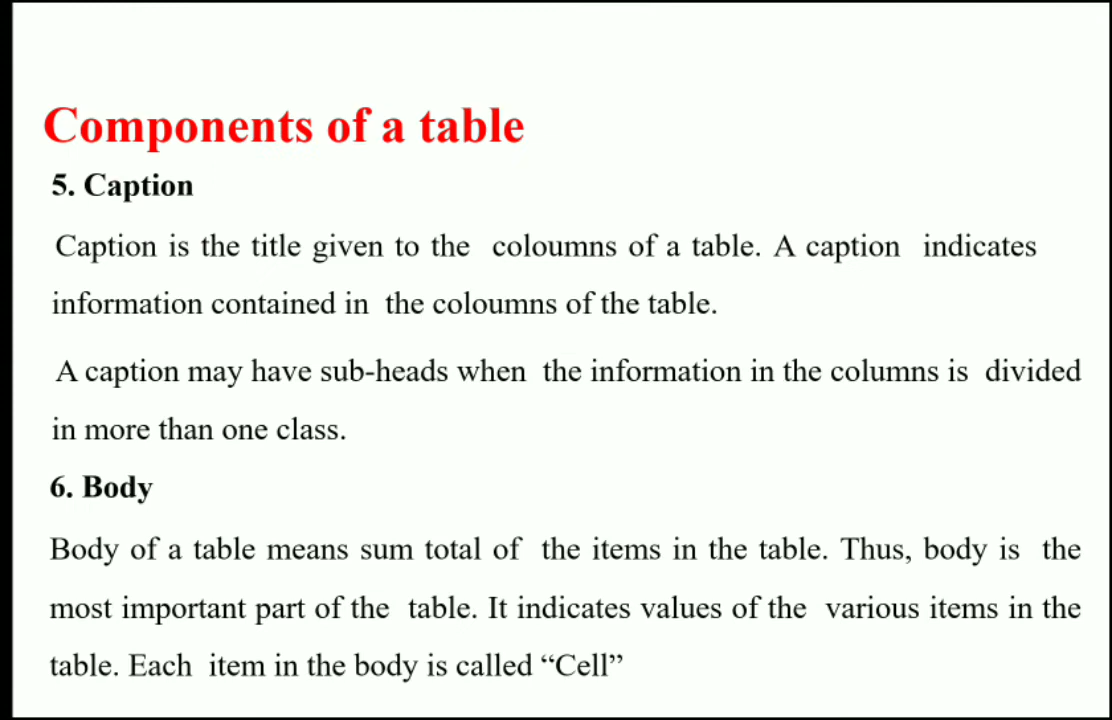 Components of a table
5. Caption
Caption is the title given to the coloumns of a table. A caption indicates
information contained in the coloumns of the table.
A caption may have sub-heads when the information in the columns is divided
in more than one class.
6. Body
Body of a table means sum total of the items in the table. Thus, body is the
most important part of the table. It indicates values of the various items in the
table. Each item in the body is called “Cell”